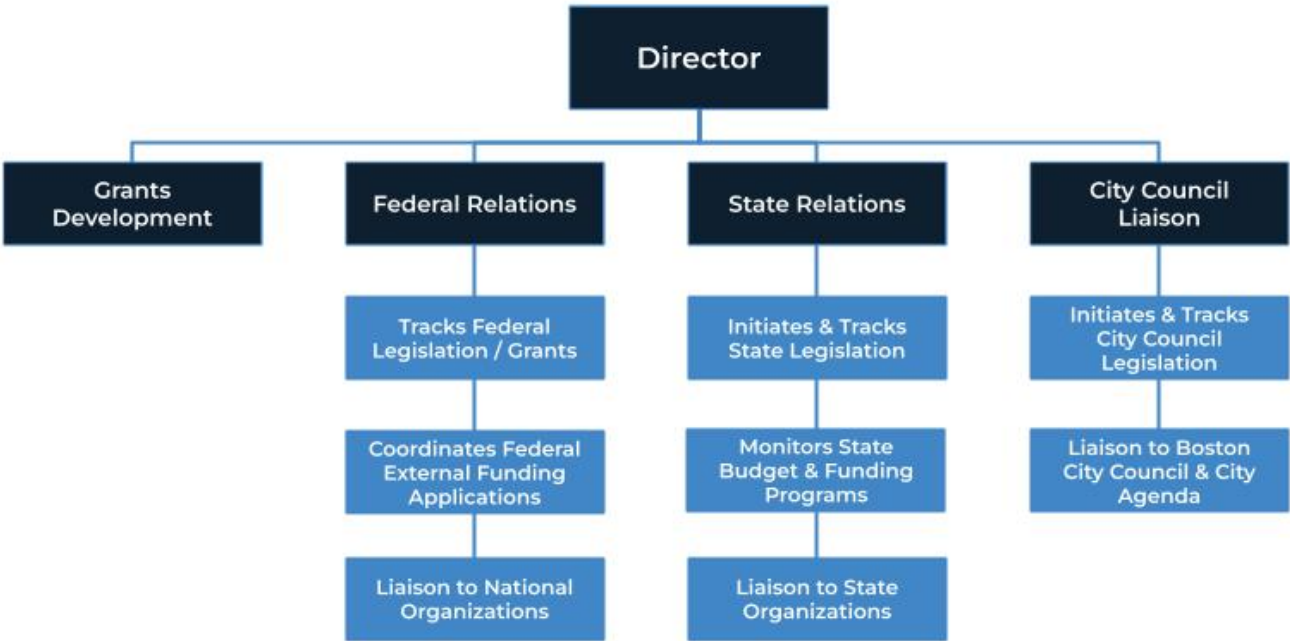 Director
Grants
Development
Federal Relations
State Relations
City Council
Liaison
Tracks Federal
Legislation / Grants
Initiates & Tracks
State Legislation
Initiates & Tracks
City Council
Legislation
Coordinates Federal
External Funding
Applications
Monitors State
Budget & Funding
Programs
Liaison to Boston
City Council & City
Agenda
Liaison to National
Organizations
Liaison to State
Organizations